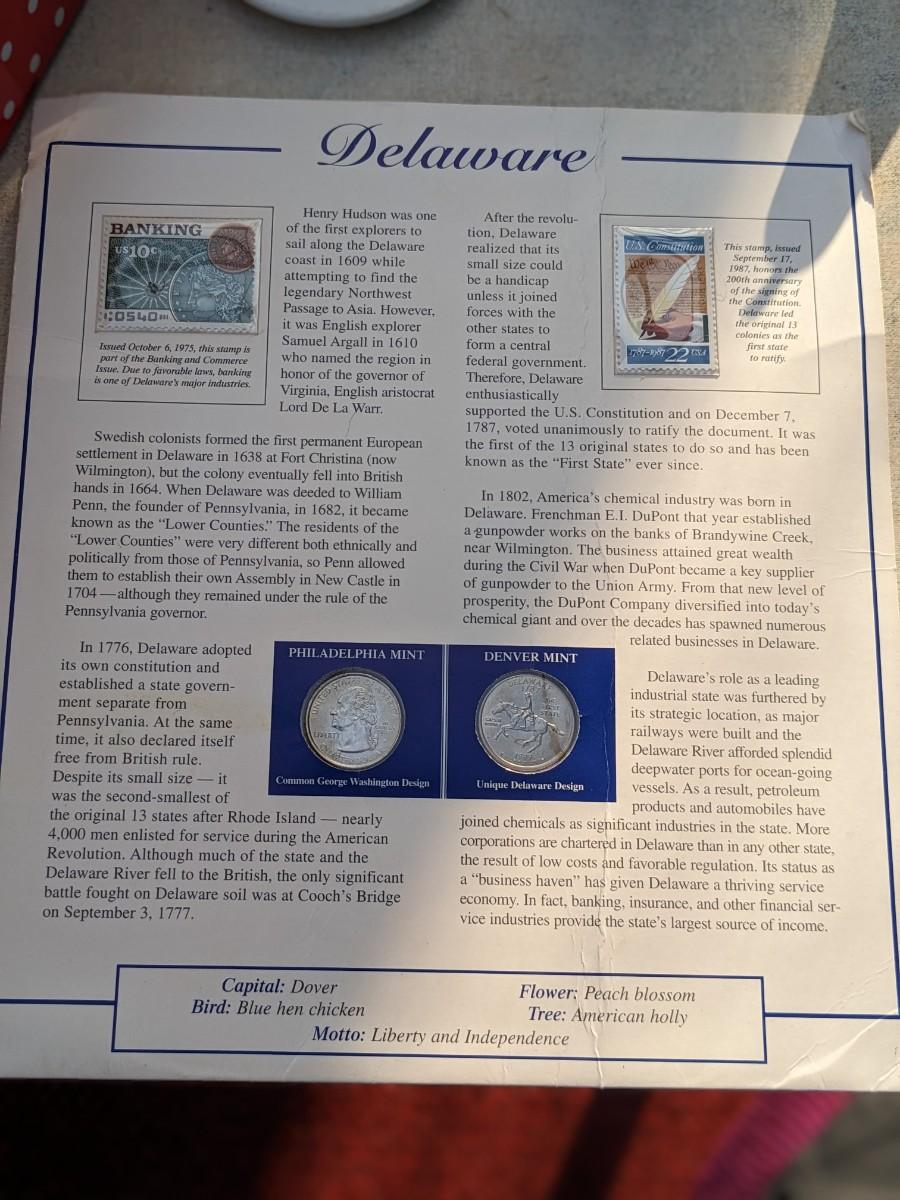 Delaware
BANKING
US10c
Issued October 6, 1975, this stamp is
part of the Banking and Commerce
Issue. Due to favorable laws, banking
is one of Delaware's major industries.
Henry Hudson was one
of the first explorers to
sail along the Delaware
coast in 1609 while
attempting to find the
legendary Northwest
Passage to Asia. However,
it was English explorer
Samuel Argall in 1610
who named the region in
honor of the governor of
Virginia, English aristocrat
Lord De La Warr.
Swedish colonists formed the first permanent European
settlement in Delaware in 1638 at Fort Christina (now
Wilmington), but the colony eventually fell into British
hands in 1664. When Delaware was deeded to William
Penn, the founder of Pennsylvania, in 1682, it became
known as the “Lower Counties.” The residents of the
“Lower Counties” were very different both ethnically and
politically from those of Pennsylvania, so Penn allowed
them to establish their own Assembly in New Castle in
1704 — although they remained under the rule of the
Pennsylvania governor.
In 1776, Delaware adopted
its own constitution and
established a state govern-
ment separate from
Pennsylvania. At the same
time, it also declared itself
free from British rule.
Despite its small size — it
was the second-smallest of
the original 13 states after Rhode Island — nearly
4,000 men enlisted for service during the American
Revolution. Although much of the state and the
Delaware River fell to the British, the only significant
battle fought on Delaware soil was at Cooch's Bridge
on September 3, 1777.
After the revolu-
tion, Delaware
realized that its
small size could
be a handicap
unless it joined
forces with the
other states to
form a central
federal government.
Therefore, Delaware
enthusiastically
supported the U.S. Constitution and on December 7,
1787, voted unanimously to ratify the document. It was
the first of the 13 original states to do so and has been
known as the “First State” ever since.
U.S. Constitution
We the People
1787-1987 22 USA
This stamp, issued
September 17,
1987, honors the
200th anniversary
of the signing of
the Constitution.
Delaware led
the original 13
colonies as the
first state
to ratify.
In 1802, America's chemical industry was born in
Delaware. Frenchman E.I. DuPont that year established
a gunpowder works on the banks of Brandywine Creek,
near Wilmington. The business attained great wealth
during the Civil War when DuPont became a key supplier
of gunpowder to the Union Army. From that new level of
prosperity, the DuPont Company diversified into today's
chemical giant and over the decades has spawned numerous
related businesses in Delaware.
PHILADELPHIA MINT
LIBERTY
Common George Washington Design
DENVER MINT
DELAWARE
Unique Delaware Design
Delaware's role as a leading
industrial state was furthered by
its strategic location, as major
railways were built and the
Delaware River afforded splendid
deepwater ports for ocean-going
vessels. As a result, petroleum
products and automobiles have
joined chemicals as significant industries in the state. More
corporations are chartered in Delaware than in any other state,
the result of low costs and favorable regulation. Its status as
a “business haven” has given Delaware a thriving service
economy. In fact, banking, insurance, and other financial ser-
vice industries provide the state's largest source of income.
Capital: Dover
Bird: Blue hen chicken
Flower: Peach blossom
Tree: American holly
Motto: Liberty and Independence